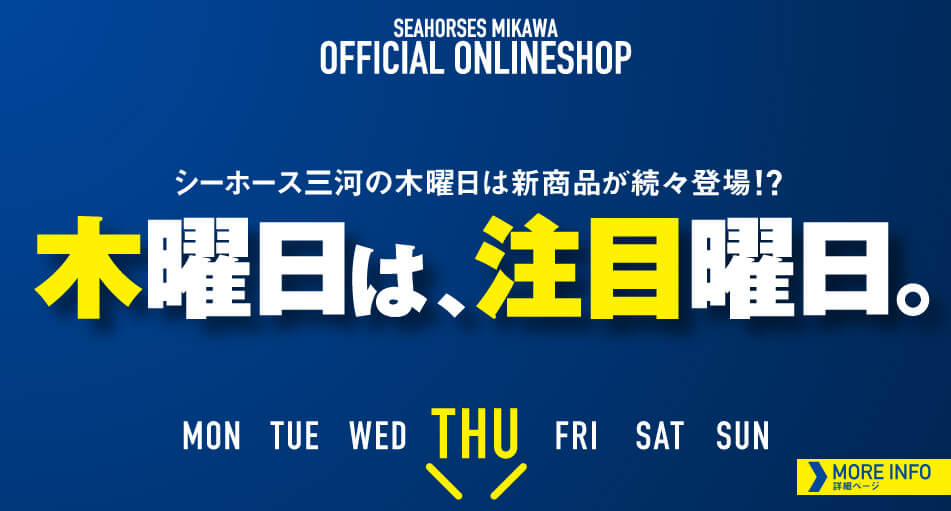 SEAHORSES MIKAWA
OFFICIAL ONLINESHOP
シーホース三河の木曜日は新商品が続々登場!?
木曜日は、注目曜日。
MON TUE WED THU FRI SAT SUN
MORE INFO
詳細ページ